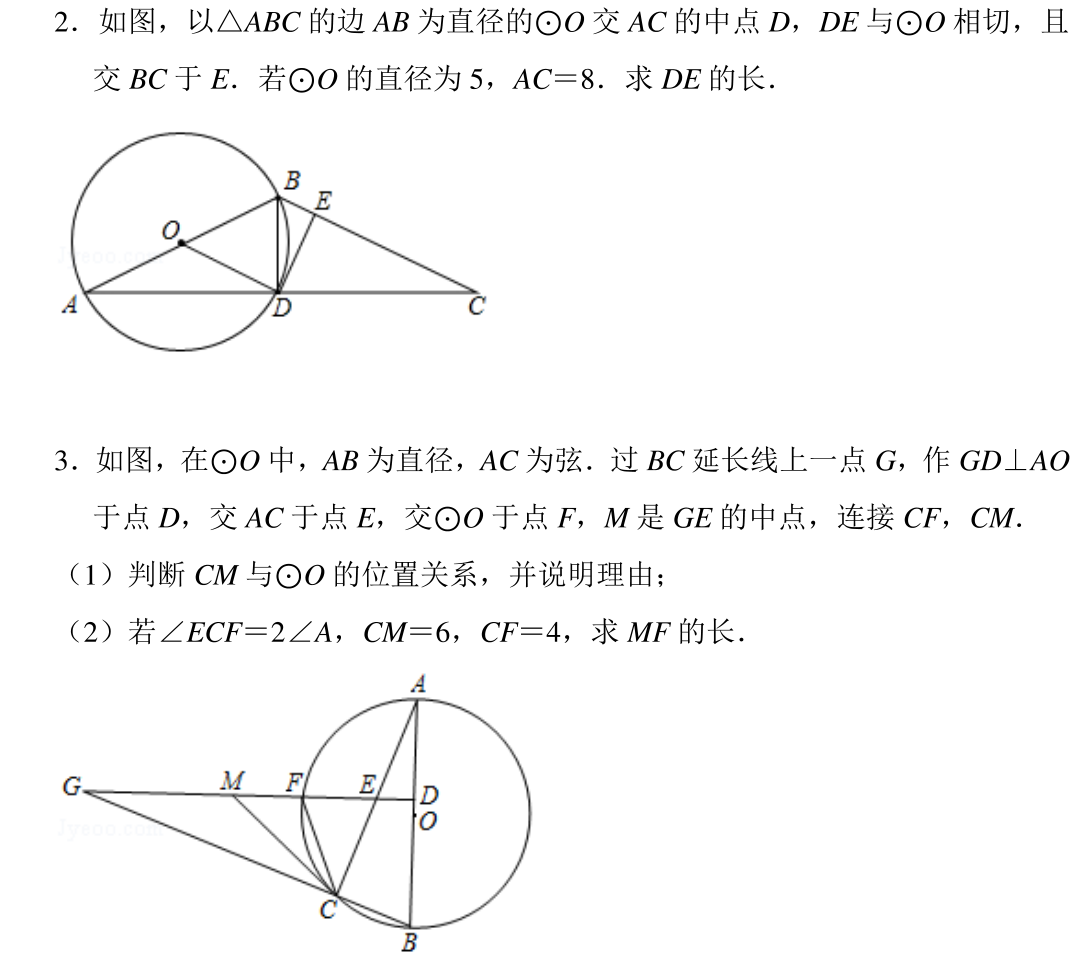 2．如图，以△ABC 的边 AB 为直径的⊙O 交 AC 的中点 D，DE 与⊙O 相切，且
交 BC 于 E．若⊙O 的直径为 5，AC＝8．求 DE 的长．
B
E
O
Jyeoo.com
A
D
C
3．如图，在⊙O 中，AB 为直径，AC 为弦．过 BC 延长线上一点 G，作 GD⊥AO
于点 D，交 AC 于点 E，交⊙O 于点 F，M 是 GE 的中点，连接 CF，CM．
（1）判断 CM 与⊙O 的位置关系，并说明理由；
（2）若∠ECF＝2∠A，CM＝6，CF＝4，求 MF 的长．
A
G M F E D
O
Jyeoo.com
C
B